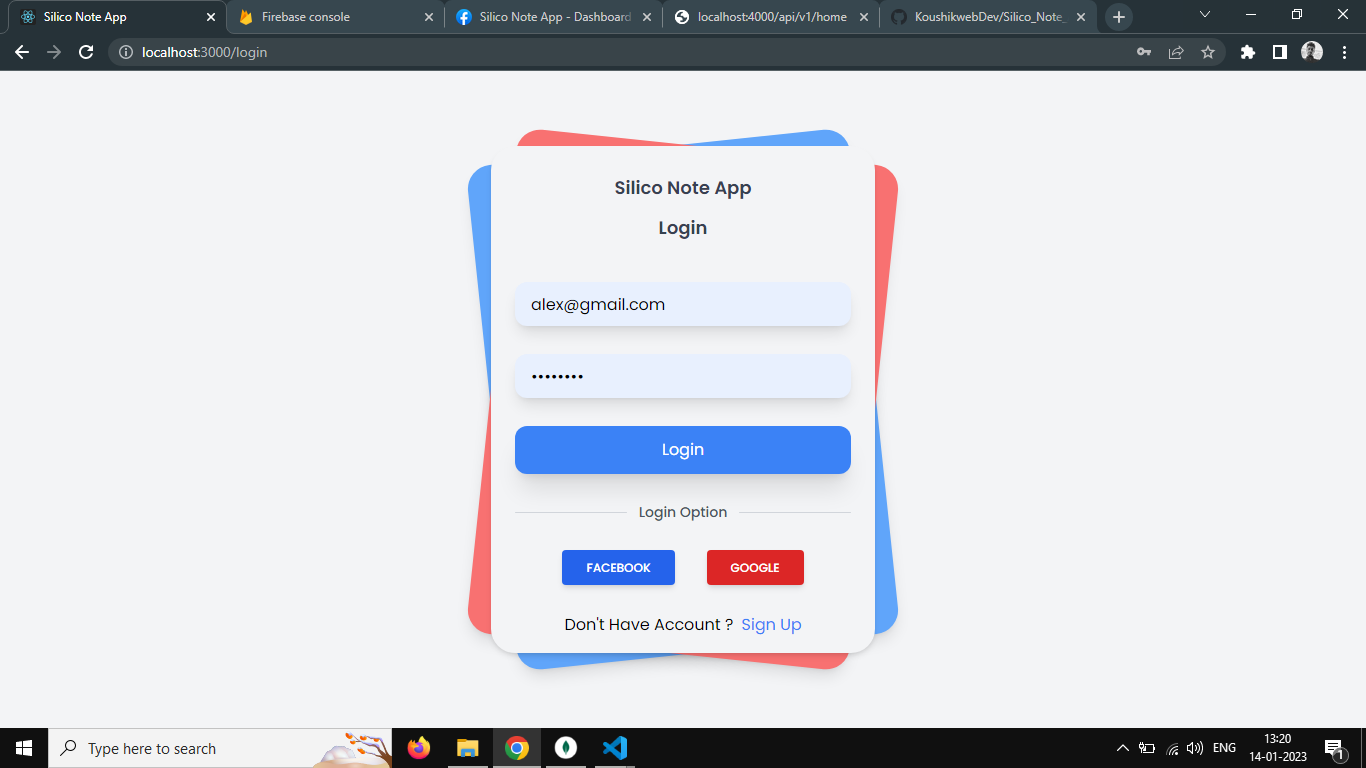 Silico Note App
Firebase console
Silico Note App - Dashboard
localhost:4000/api/v1/home
KoushikwebDev/Silico_Note_
localhost:3000/login
Silico Note App
Login
alex@gmail.com
••••••••
Login
Login Option
FACEBOOK
GOOGLE
Don't Have Account ? Sign Up
Type here to search
ENG
13:20
14-01-2023
1